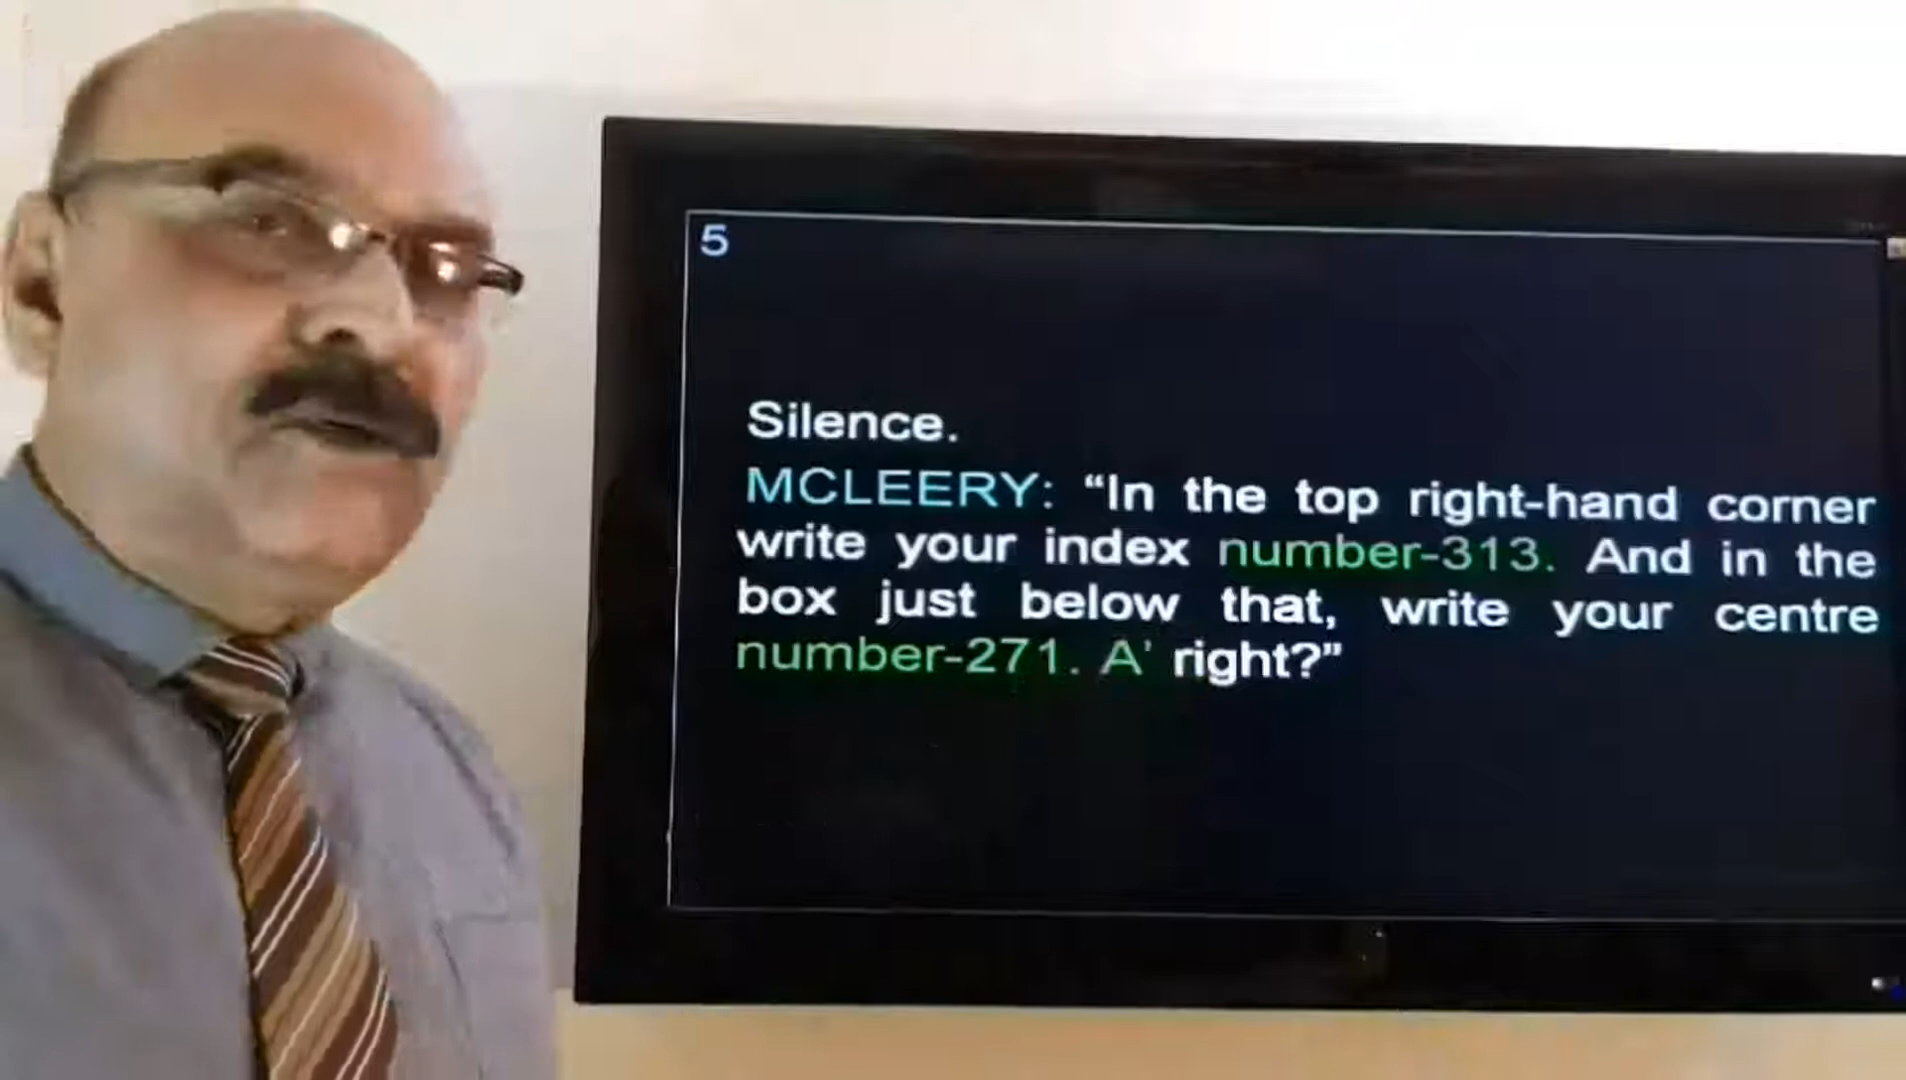 5
Silence.
MCLEERY: “In the top right-hand corner
write your index number-313. And in the
box just below that, write your centre
number-271. A' right?”